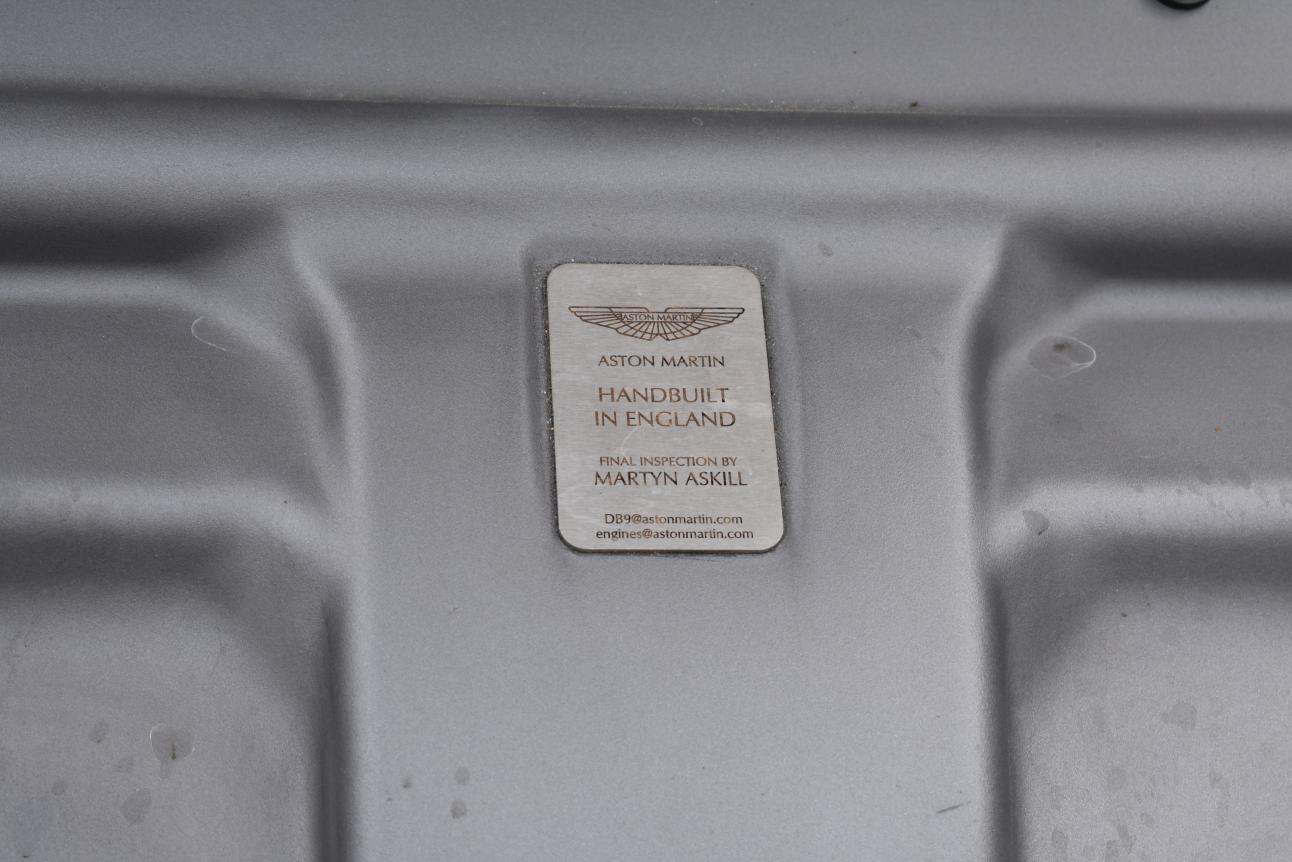 ASTON MARTIN
ASTON MARTIN
HANDBUILT
IN ENGLAND
FINAL INSPECTION BY
MARTYN ASKILL
DB9@astonmartin.com
engines@astonmartin.com